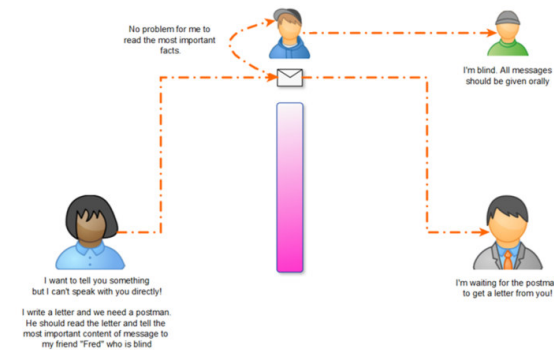 No problem for me to
read the most important
facts.
I'm blind. All messages
should be given orally
I want to tell you something
but I can't speak with you directly!
I write a letter and we need a postman.
He should read the letter and tell the
most important content of message to
my friend "Fred" who is blind
I'm waiting for the postma
to get a letter from you!